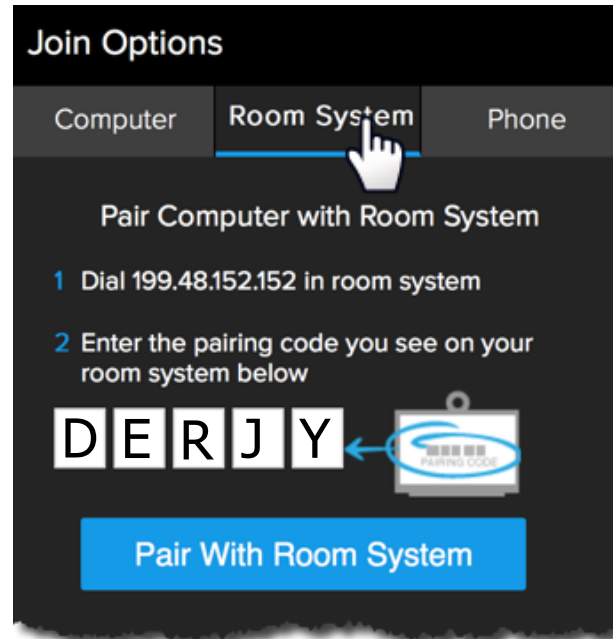 Join Options
Computer Room System Phone
Pair Computer with Room System
1 Dial 199.48.152.152 in room system
2 Enter the pairing code you see on your
room system below
D E R J Y
PAIRING CODE
Pair With Room System